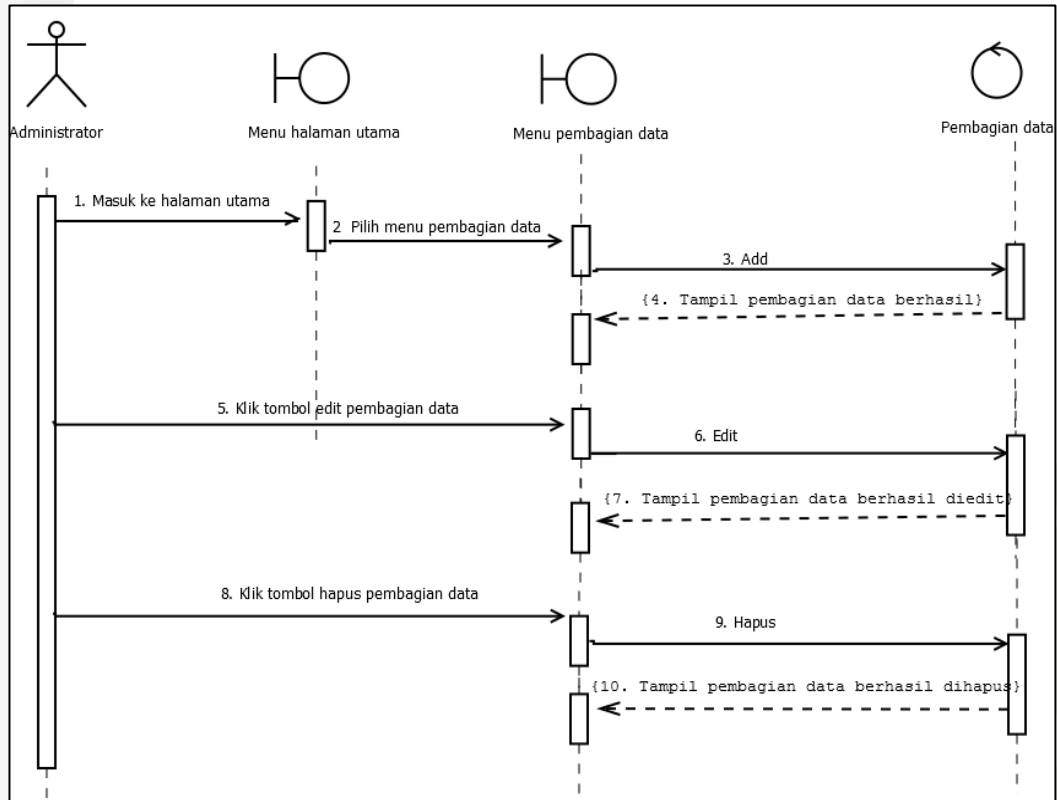 Administrator
Menu halaman utama
Menu pembagian data
Pembagian data
1. Masuk ke halaman utama
2 Pilih menu pembagian data
3. Add
{4. Tampil pembagian data berhasil}
5. Klik tombol edit pembagian data
6. Edit
{7. Tampil pembagian data berhasil diedit}
8. Klik tombol hapus pembagian data
9. Hapus
{10. Tampil pembagian data berhasil dihapus}